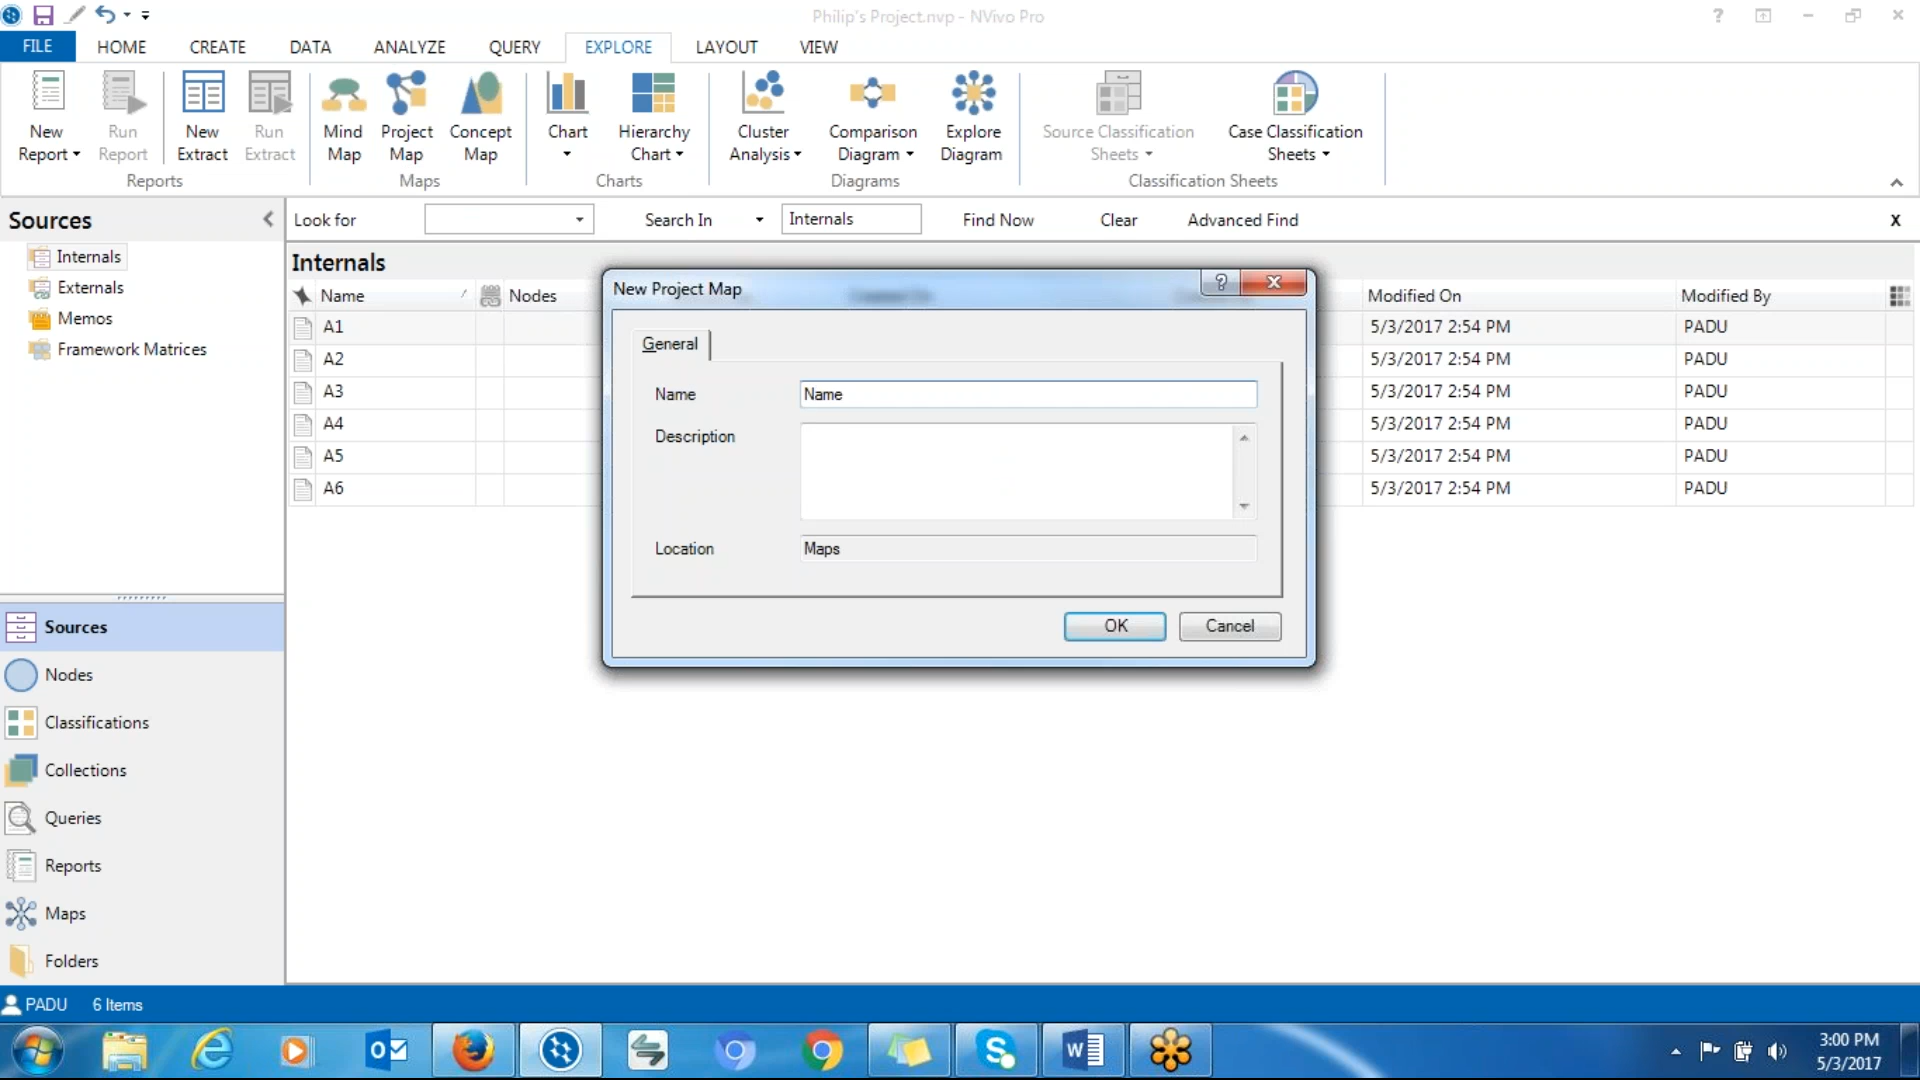 Philip's Project.nvp - NVivo Pro
FILE HOME CREATE DATA ANALYZE QUERY EXPLORE LAYOUT VIEW
New Report Run Report New Extract Run Extract Mind Map Project Map Concept Map Chart Hierarchy Chart Cluster Analysis Comparison Diagram Explore Diagram Source Classification Sheets Case Classification Sheets
Reports Maps Charts Diagrams Classification Sheets
Sources
Look for Search In Internals Find Now Clear Advanced Find x
Internals
Externals
Memos
Framework Matrices
Internals
Name Nodes Modified On Modified By
A1 5/3/2017 2:54 PM PADU
A2 5/3/2017 2:54 PM PADU
A3 5/3/2017 2:54 PM PADU
A4 5/3/2017 2:54 PM PADU
A5 5/3/2017 2:54 PM PADU
A6 5/3/2017 2:54 PM PADU
New Project Map
General
Name Name
Description
Location Maps
OK Cancel
Sources
Nodes
Classifications
Collections
Queries
Reports
Maps
Folders
PADU 6 Items
3:00 PM
5/3/2017